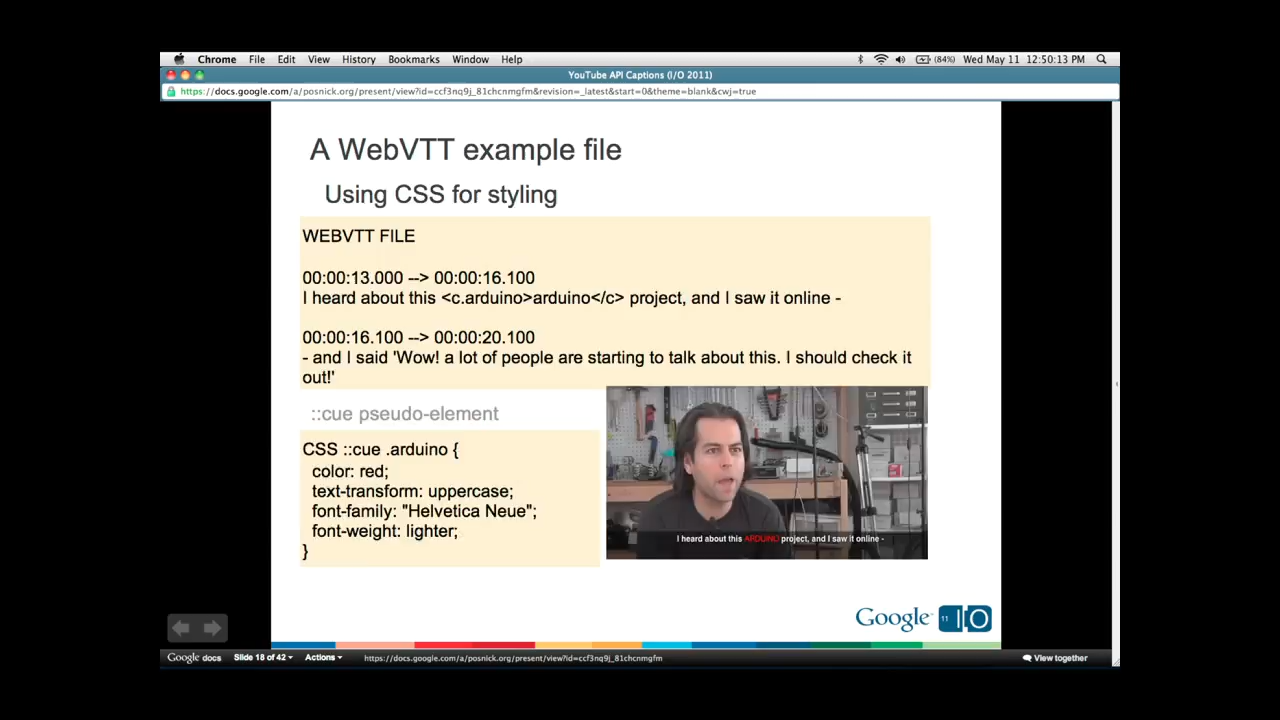 Chrome File Edit View History Bookmarks Window Help (84%) Wed May 11 12:50:13 PM
YouTube API Captions (I/O 2011)
https://docs.google.com/a/posnick.org/present/view?id=ccf3nq9j_81chcnmgfm&revision=_latest&start=0&theme=blank&cwj=true
A WebVTT example file
Using CSS for styling
WEBVTT FILE
00:00:13.000 --> 00:00:16.100
I heard about this <c.arduino>arduino</c> project, and I saw it online -
00:00:16.100 --> 00:00:20.100
- and I said 'Wow! a lot of people are starting to talk about this. I should check it
out!'
::cue pseudo-element
CSS ::cue .arduino {
color: red;
text-transform: uppercase;
font-family: "Helvetica Neue";
font-weight: lighter;
}
I heard about this ARDUINO project, and I saw it online -
Google 11 I/O
Google docs Slide 18 of 42 Actions https://docs.google.com/a/posnick.org/present/view?id=ccf3nq9j_81chcnmgfm View together